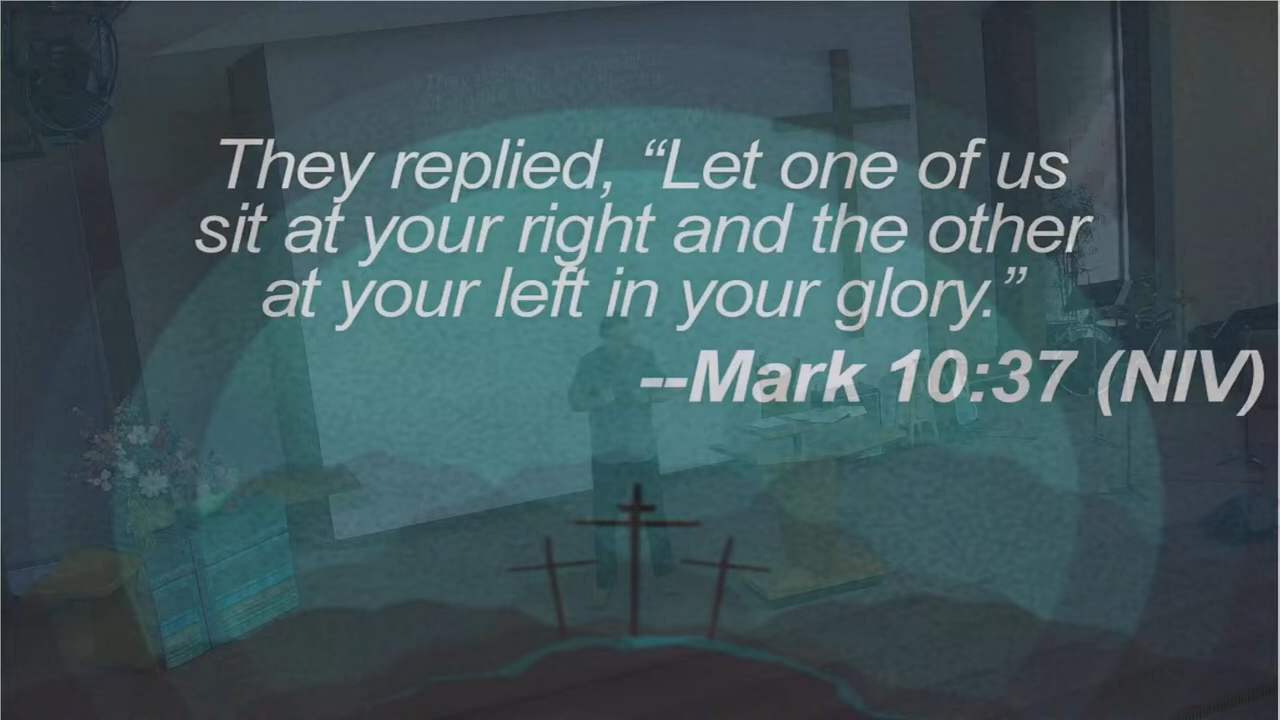 They replied, “Let one of us
sit at your right and the other
at your left in your glory.”
--Mark 10:37 (NIV)